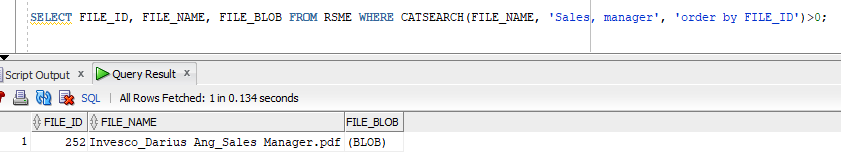 SELECT FILE_ID, FILE_NAME, FILE_BLOB FROM RSME WHERE CATSEARCH(FILE_NAME, 'Sales, manager', 'order by FILE_ID')>0;
Script Output x Query Result x
SQL | All Rows Fetched: 1 in 0.134 seconds
FILE_ID FILE_NAME FILE_BLOB
1 252 Invesco_Darius Ang_Sales Manager.pdf (BLOB)